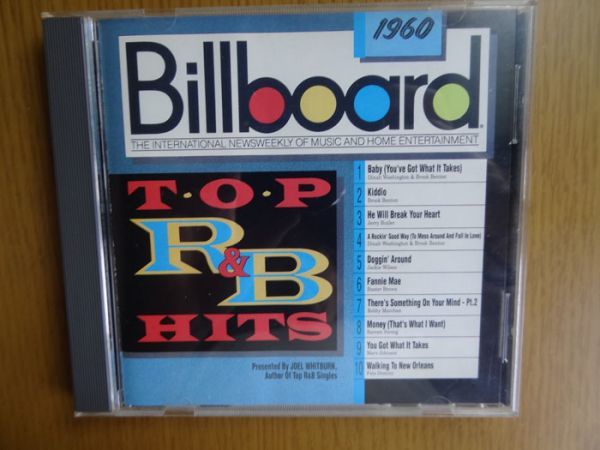 1960
Billboard®
THE INTERNATIONAL NEWSWEEKLY OF MUSIC AND HOME ENTERTAINMENT
T·O·P
R&B
HITS
Presented By JOEL WHITBURN,
Author Of Top R&B Singles
1 Baby (You've Got What It Takes)
Dinah Washington & Brook Benton
2 Kiddio
Brook Benton
3 He Will Break Your Heart
Jerry Butler
4 A Rockin' Good Way (To Mess Around And Fall In Love)
Dinah Washington & Brook Benton
5 Doggin' Around
Jackie Wilson
6 Fannie Mae
Buster Brown
7 There's Something On Your Mind - Pt.2
Bobby Marchan
8 Money (That's What I Want)
Barrett Strong
9 You Got What It Takes
Marv Johnson
10 Walking To New Orleans
Fats Domino